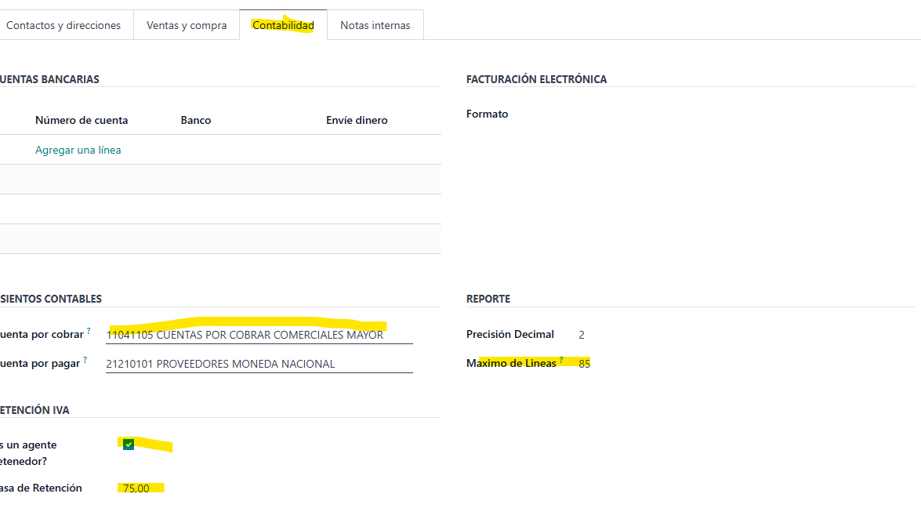 Contactos y direcciones
Ventas y compra
Contabilidad
Notas internas
UENTAS BANCARIAS
Número de cuenta Banco Envíe dinero
Agregar una línea
SIENTOS CONTABLES
uenta por cobrar ? 11041105 CUENTAS POR COBRAR COMERCIALES MAYOR
uenta por pagar ? 21210101 PROVEEDORES MONEDA NACIONAL
ETENCIÓN IVA
s un agente
etenedor?
asa de Retención 75,00
FACTURACIÓN ELECTRÓNICA
Formato
REPORTE
Precisión Decimal 2
Maximo de Lineas ? 85